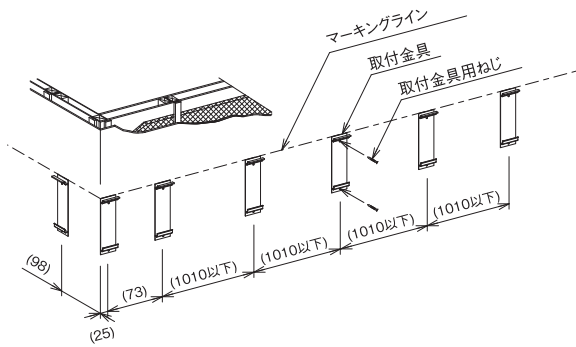 マーキングライン
取付金具
取付金具用ねじ
(1010以下)
(1010以下)
(1010以下)
(1010以下)
(98)
(73)
(25)